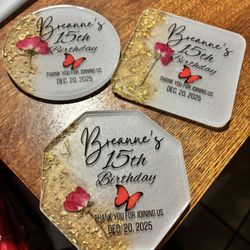 Breanne's
15th
Birthday
THANK YOU FOR JOINING US
DEC. 20, 2025
Breanne's
15th
Birthday
THANK YOU FOR JOINING US
DEC. 20, 2025
Breanne's
15th
Birthday
THANK YOU FOR JOINING US
DEC. 20, 2025